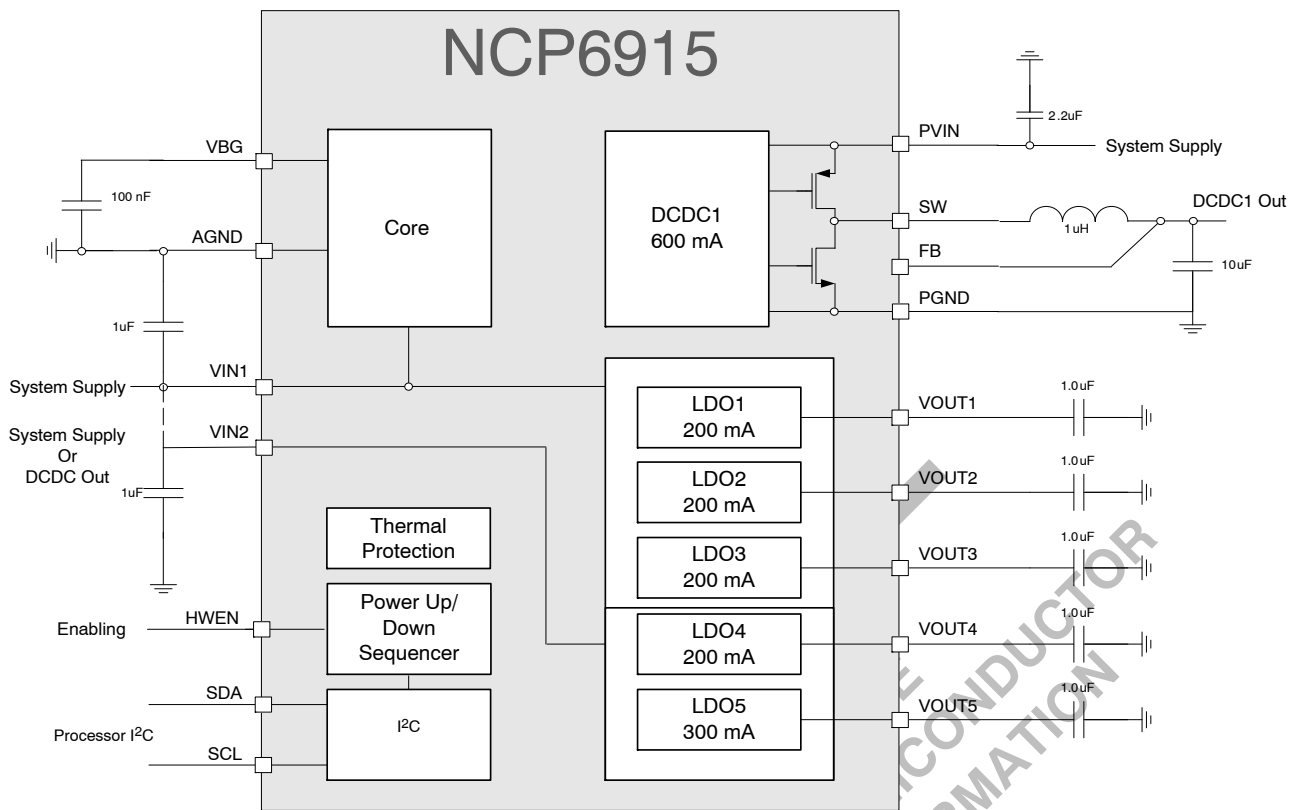 NCP6915
VBG
100 nF
AGND
1uF
System Supply
VIN1
System Supply
Or
DCDC Out
VIN2
1uF
Enabling
HWEN
SDA
Processor I²C
SCL
Core
Thermal
Protection
Power Up/
Down
Sequencer
I²C
DCDC1
600 mA
PVIN
2.2uF
System Supply
SW
1uH
DCDC1 Out
FB
10uF
PGND
LDO1
200 mA
VOUT1
1.0uF
LDO2
200 mA
VOUT2
1.0uF
LDO3
200 mA
VOUT3
1.0uF
LDO4
200 mA
VOUT4
1.0uF
LDO5
300 mA
VOUT5
1.0uF